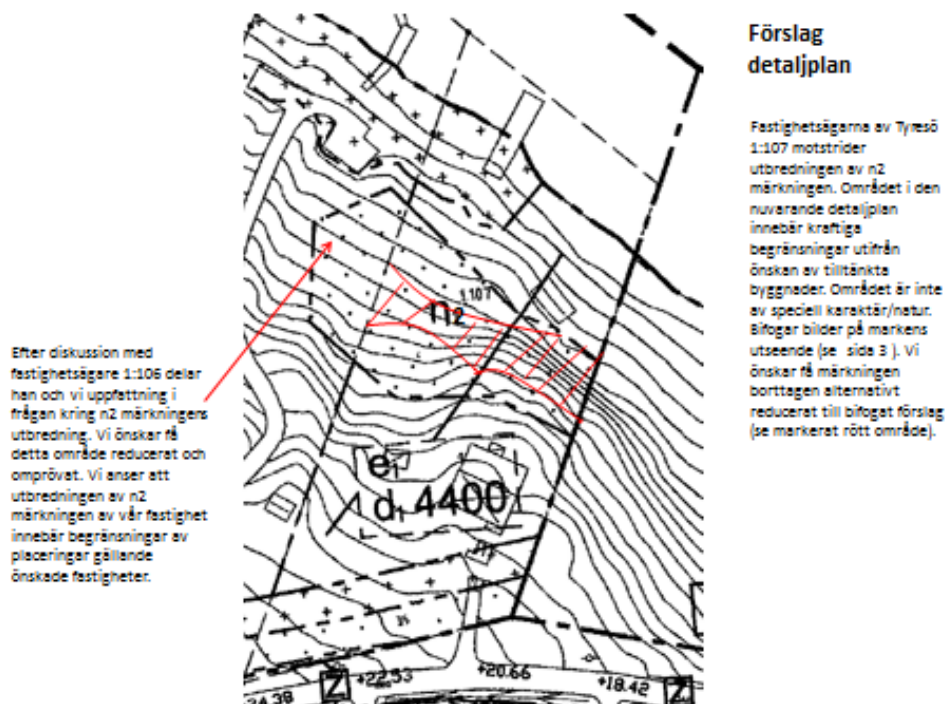 Förslag
detaljplan
Fastighetsägarna av Tyresö
1:107 motstrider
utbredningen av n2
märkningen. Området i den
nuvarande detaljplan
innebär kraftiga
begränsningar utifrån
önskan av tilltänkta
byggnader. Området är inte
av speciell karaktär/natur.
Bifogar bilder på markens
utseende (se sida 3 ). Vi
önskar få märkningen
borttagen alternativt
reducerat till bifogat förslag
(se markerat rött område).
Efter diskussion med
fastighetsägare 1:106 delar
han och vi uppfattning i
frågan kring n2 märkningens
utbredning. Vi önskar få
detta område reducerat och
omprövat. Vi anser att
utbredningen av n2
märkningen av vår fastighet
innebär begränsningar av
placeringar gällande
önskade fastigheter.
1:107
n2
e1
d1 4400
+22.53
+20.66
+18.42
24.38
Z
Z